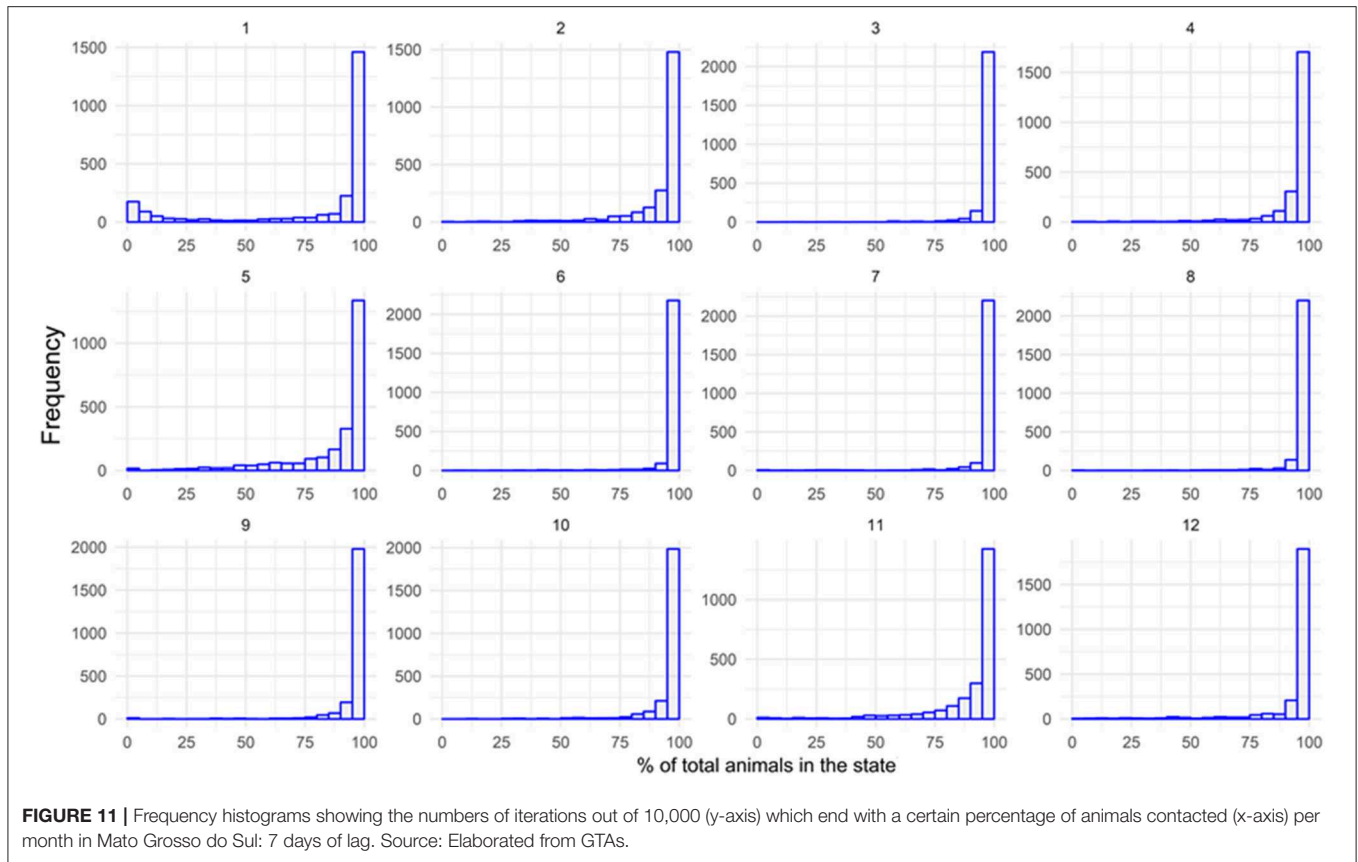 1 2 3 4
1500 1500 2000 1500
1000 1000 1500 1000
500 500 1000 500
0 0 500 0
0
0 25 50 75 100 0 25 50 75 100 0 25 50 75 100 0 25 50 75 100
5 6 7 8
1000 2000 2000 2000
500 1500 1500 1500
0 1000 1000 1000
500 500 500
0 0 0
0 25 50 75 100 0 25 50 75 100 0 25 50 75 100 0 25 50 75 100
Frequency
9 10 11 12
2000 2000 1000 1500
1500 1500 500 1000
1000 1000 0 500
500 500 0
0 0
0 25 50 75 100 0 25 50 75 100 0 25 50 75 100 0 25 50 75 100
% of total animals in the state
FIGURE 11 | Frequency histograms showing the numbers of iterations out of 10,000 (y-axis) which end with a certain percentage of animals contacted (x-axis) per
month in Mato Grosso do Sul: 7 days of lag. Source: Elaborated from GTAs.